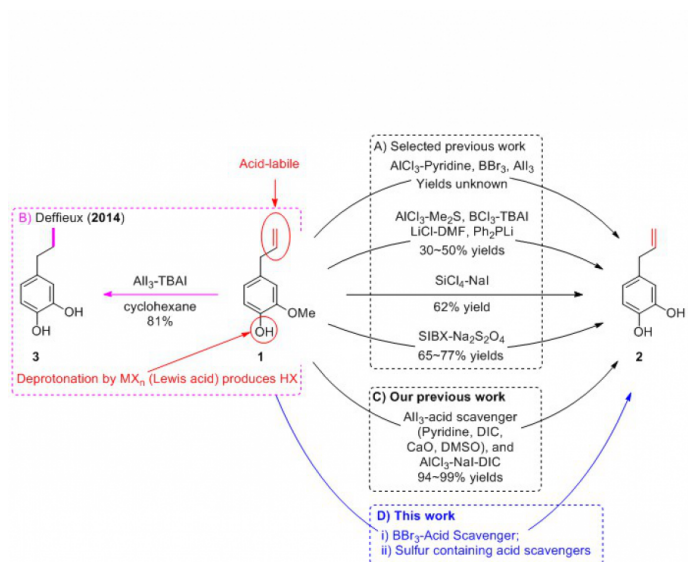 A) Selected previous work
AlCl₃-Pyridine, BBr₃, AlI₃
Yields unknown
AlCl₃-Me₂S, BCl₃-TBAI
LiCl-DMF, Ph₂PLi
30~50% yields
SiCl₄-NaI
62% yield
SIBX-Na₂S₂O₄
65~77% yields
Acid-labile
B) Deffieux (2014)
AlI₃-TBAI
cyclohexane
81%
OH
OH
3
OMe
OH
1
Deprotonation by MXₙ (Lewis acid) produces HX
OH
OH
2
C) Our previous work
AlI₃-acid scavenger
(Pyridine, DIC,
CaO, DMSO), and
AlCl₃-NaI-DIC
94~99% yields
D) This work
i) BBr₃-Acid Scavenger;
ii) Sulfur containing acid scavengers